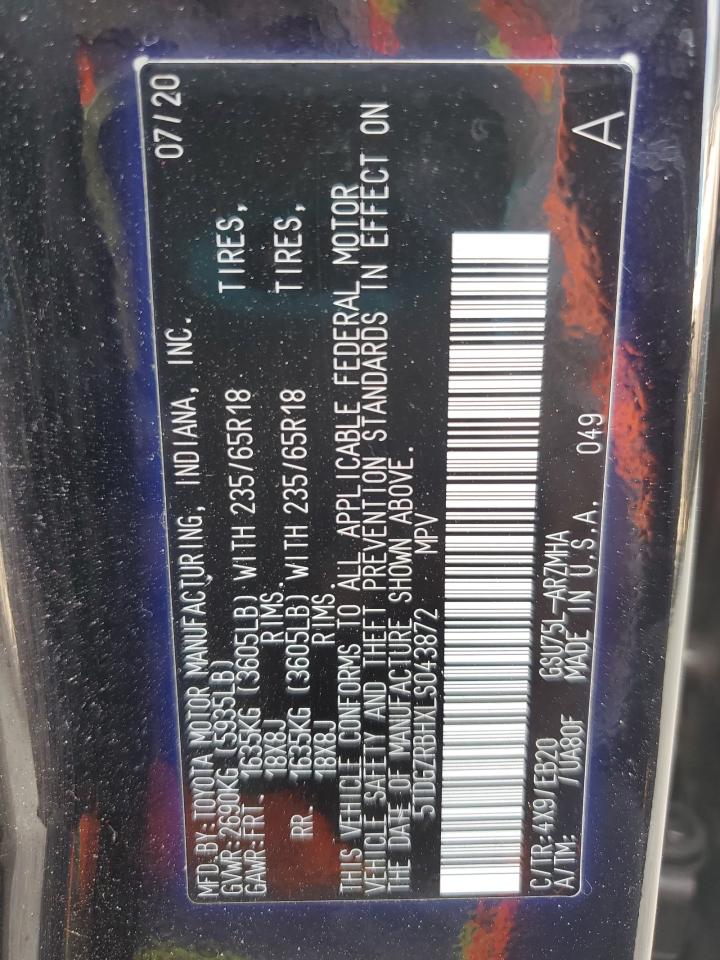 MFD.BY:TOYOTA MOTOR MANUFACTURING, INDIANA, INC. 07/20
GVWR:2690KG (5935LB)
GAWR:FRT- 1635KG (3605LB) WITH 235/65R18 TIRES,
18X8J RIMS.
RR- 1635KG (3605LB) WITH 235/65R18 TIRES,
18X8J RIMS.
THIS VEHICLE CONFORMS TO ALL APPLICABLE FEDERAL MOTOR
VEHICLE SAFETY AND THEFT PREVENTION STANDARDS IN EFFECT ON
THE DATE OF MANUFACTURE SHOWN ABOVE.
5TDGZRBHXLS043872 MPV
C/TR:4X9/EB20 GSU75L-ARZMHA
A/TM: /UA80F MADE IN U.S.A. 049 A